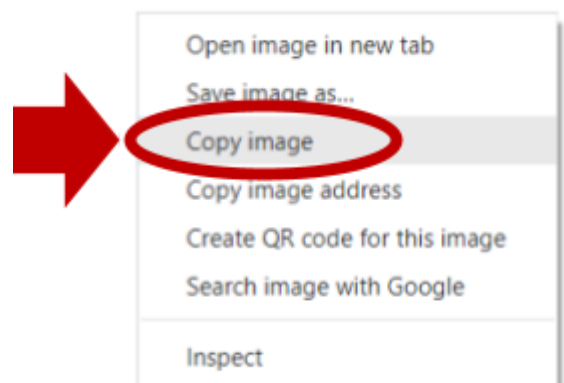 Open image in new tab
Save image as...
Copy image
Copy image address
Create QR code for this image
Search image with Google
Inspect